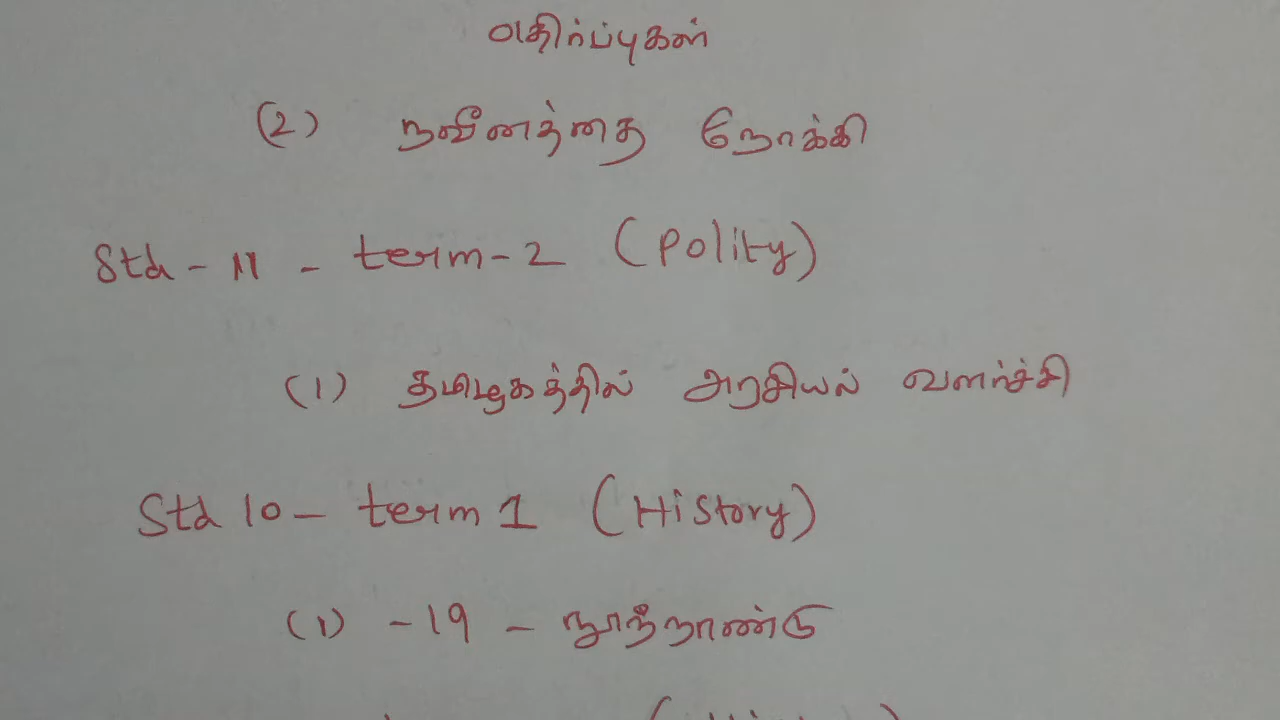 எதிர்ப்புகள்
(2) நவீனத்தை நோக்கி
Std - 11 - term - 2 (Polity)
(1) தமிழகத்தில் அரசியல் வளர்ச்சி
Std 10 - term 1 (History)
(1) - 19 - நூற்றாண்டு